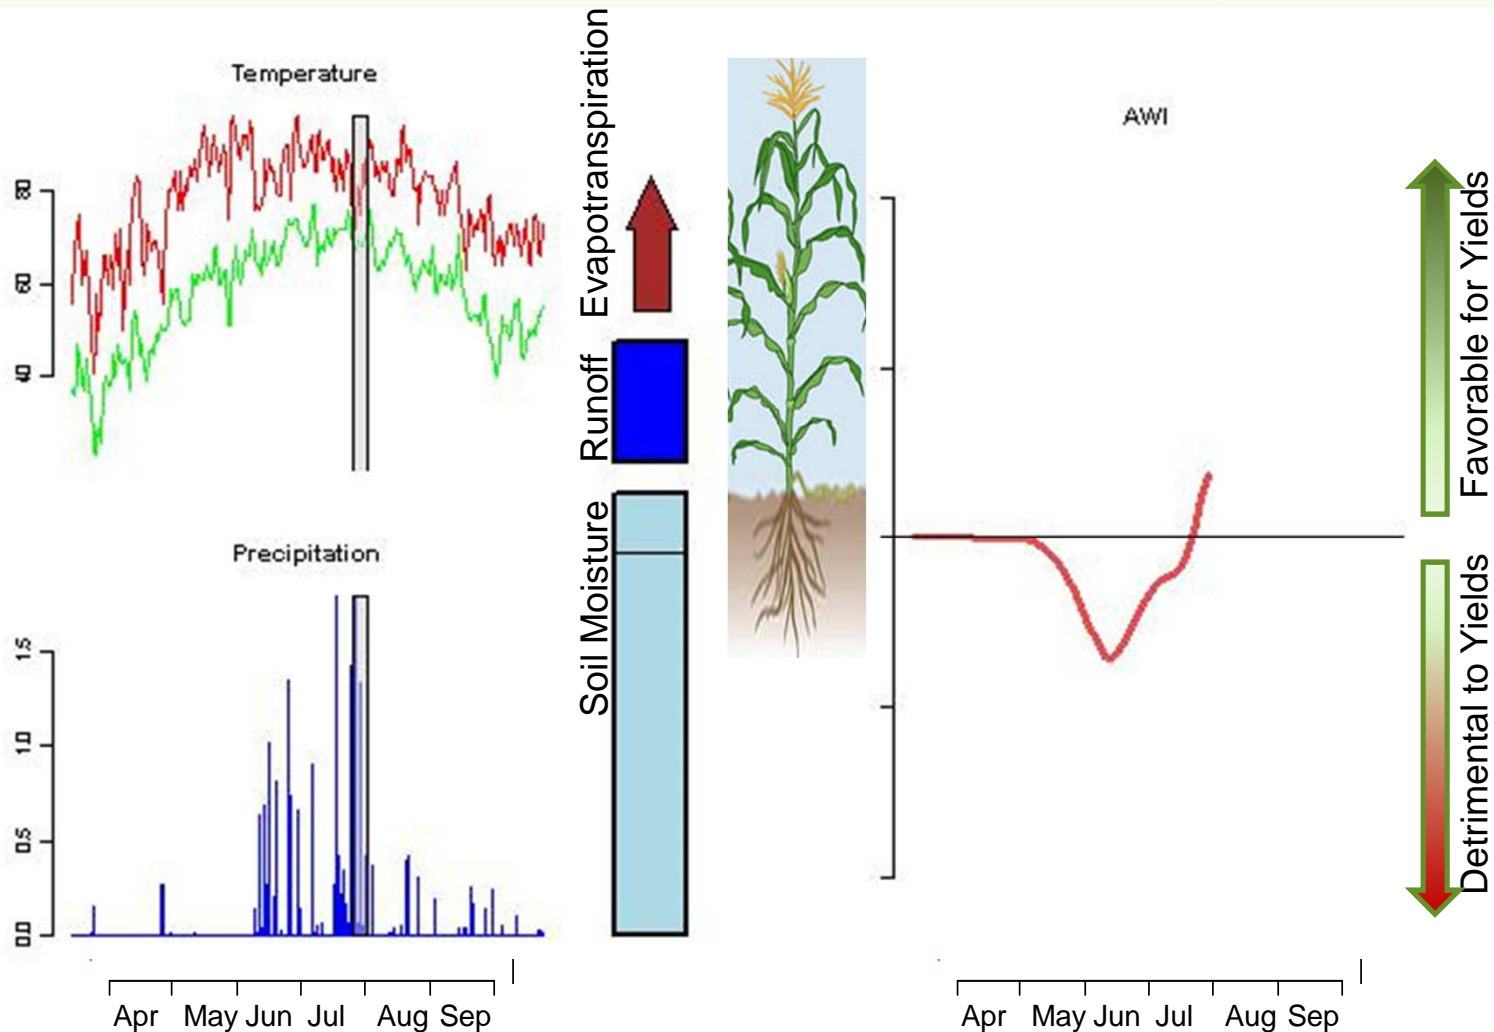 Temperature
80
60
40
Precipitation
1.5
1.0
0.5
0.0
Apr May Jun Jul Aug Sep
Evapotranspiration
Runoff
Soil Moisture
AWI
Favorable for Yields
Detrimental to Yields
Apr May Jun Jul Aug Sep